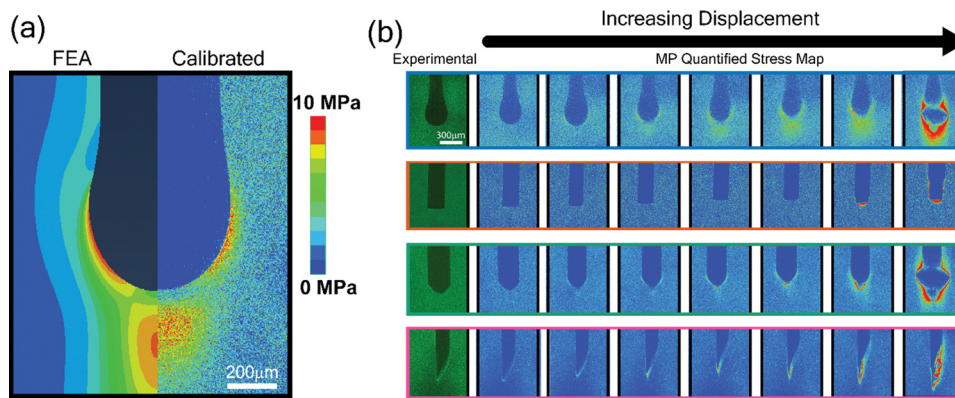 (a)
FEA
Calibrated
10 MPa
0 MPa
200μm
(b)
Increasing Displacement
Experimental
MP Quantified Stress Map
300μm